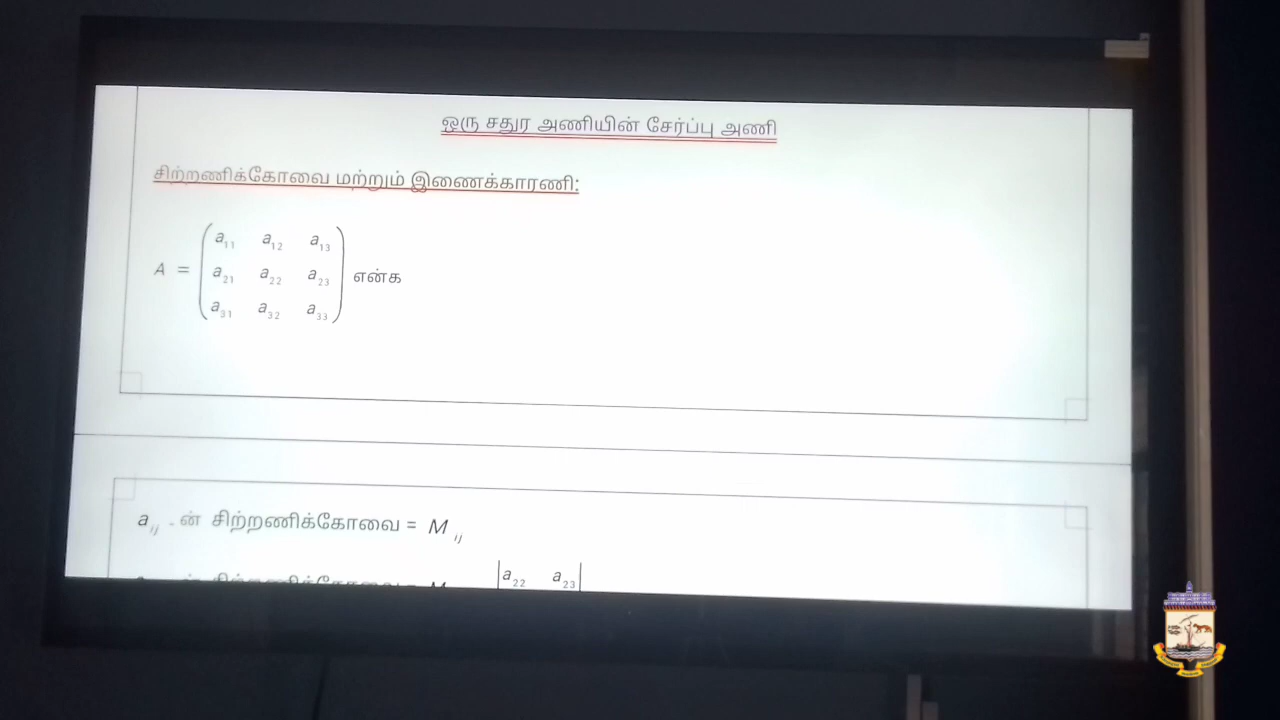 ஒரு சதுர அணியின் சேர்ப்பு அணி
சிற்றணிக்கோவை மற்றும் இணைக்காரணி:
a₁₁ a₁₂ a₁₃
A = a₂₁ a₂₂ a₂₃ என்க
a₃₁ a₃₂ a₃₃
aᵢⱼ - ன் சிற்றணிக்கோவை = Mᵢⱼ
a₂₂ a₂₃